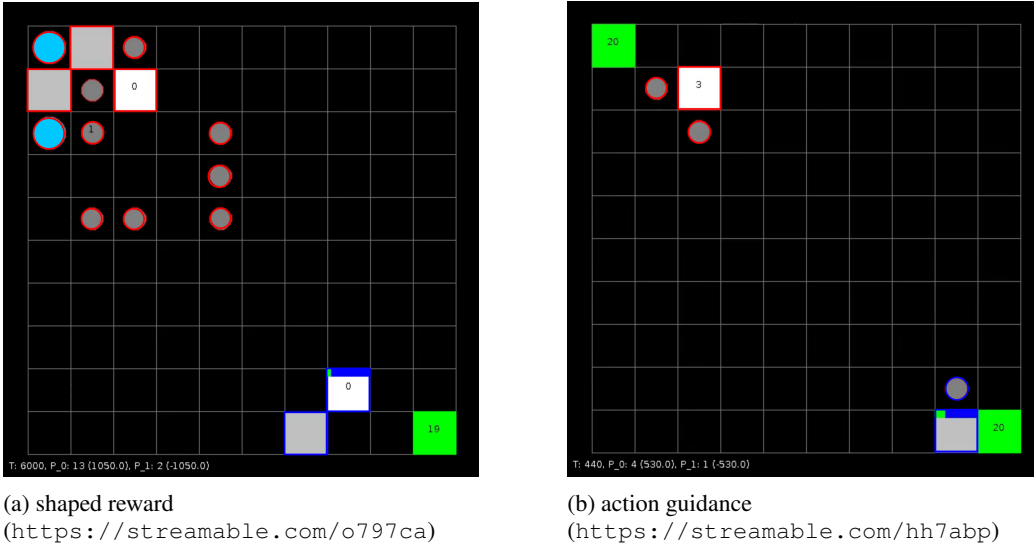 0
1
0
19
T: 6000, P_0: 13 (1050.0), P_1: 2 (-1050.0)
20
3
20
T: 440, P_0: 4 (530.0), P_1: 1 (-530.0)
(a) shaped reward
(https://streamable.com/o797ca)
(b) action guidance
(https://streamable.com/hh7abp)